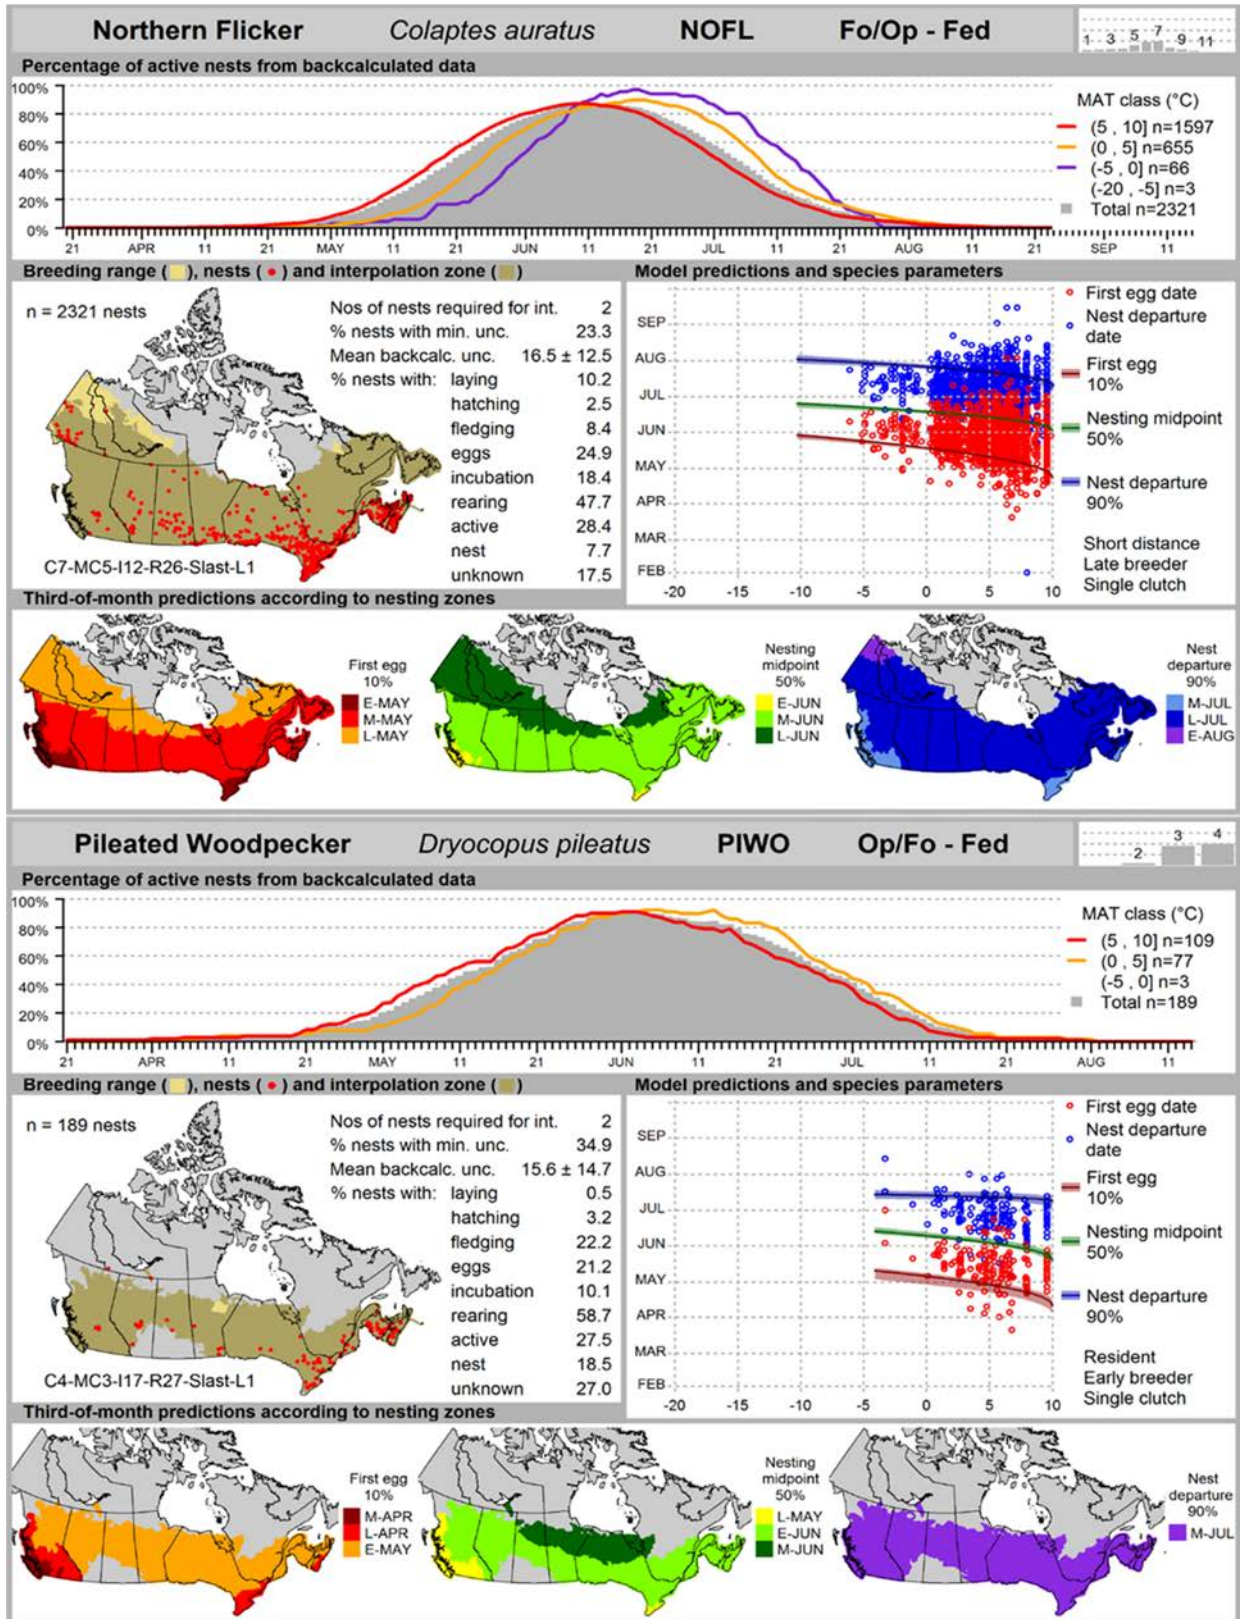 Northern Flicker Colaptes auratus NOFL Fo/Op - Fed
1 3 5 7 9 11
Percentage of active nests from backcalculated data
100%
80%
60%
40%
20%
0%
21 APR 11 21 MAY 11 21 JUN 11 21 JUL 11 21 AUG 11 21 SEP 11
MAT class (°C)
(5 , 10] n=1597
(0 , 5] n=655
(-5 , 0] n=66
(-20 , -5] n=3
Total n=2321
Breeding range ( ), nests ( ) and interpolation zone ( )
n = 2321 nests
Nos of nests required for int. 2
% nests with min. unc. 23.3
Mean backcalc. unc. 16.5 ± 12.5
% nests with: laying 10.2
hatching 2.5
fledging 8.4
eggs 24.9
incubation 18.4
rearing 47.7
active 28.4
nest 7.7
unknown 17.5
C7-MC5-I12-R26-Slast-L1
Model predictions and species parameters
SEP
AUG
JUL
JUN
MAY
APR
MAR
FEB
-20 -15 -10 -5 0 5 10
First egg date
Nest departure
date
First egg
10%
Nesting midpoint
50%
Nest departure
90%
Short distance
Late breeder
Single clutch
Third-of-month predictions according to nesting zones
First egg
10%
E-MAY
M-MAY
L-MAY
Nesting
midpoint
50%
E-JUN
M-JUN
L-JUN
Nest
departure
90%
M-JUL
L-JUL
E-AUG
Pileated Woodpecker Dryocopus pileatus PIWO Op/Fo - Fed
2 3 4
Percentage of active nests from backcalculated data
100%
80%
60%
40%
20%
0%
21 APR 11 21 MAY 11 21 JUN 11 21 JUL 11 21 AUG 11
MAT class (°C)
(5 , 10] n=109
(0 , 5] n=77
(-5 , 0] n=3
Total n=189
Breeding range ( ), nests ( ) and interpolation zone ( )
n = 189 nests
Nos of nests required for int. 2
% nests with min. unc. 34.9
Mean backcalc. unc. 15.6 ± 14.7
% nests with: laying 0.5
hatching 3.2
fledging 22.2
eggs 21.2
incubation 10.1
rearing 58.7
active 27.5
nest 18.5
unknown 27.0
C4-MC3-I17-R27-Slast-L1
Model predictions and species parameters
SEP
AUG
JUL
JUN
MAY
APR
MAR
FEB
-20 -15 -10 -5 0 5 10
First egg date
Nest departure
date
First egg
10%
Nesting midpoint
50%
Nest departure
90%
Resident
Early breeder
Single clutch
Third-of-month predictions according to nesting zones
First egg
10%
M-APR
L-APR
E-MAY
Nesting
midpoint
50%
L-MAY
E-JUN
M-JUN
Nest
departure
90%
M-JUL